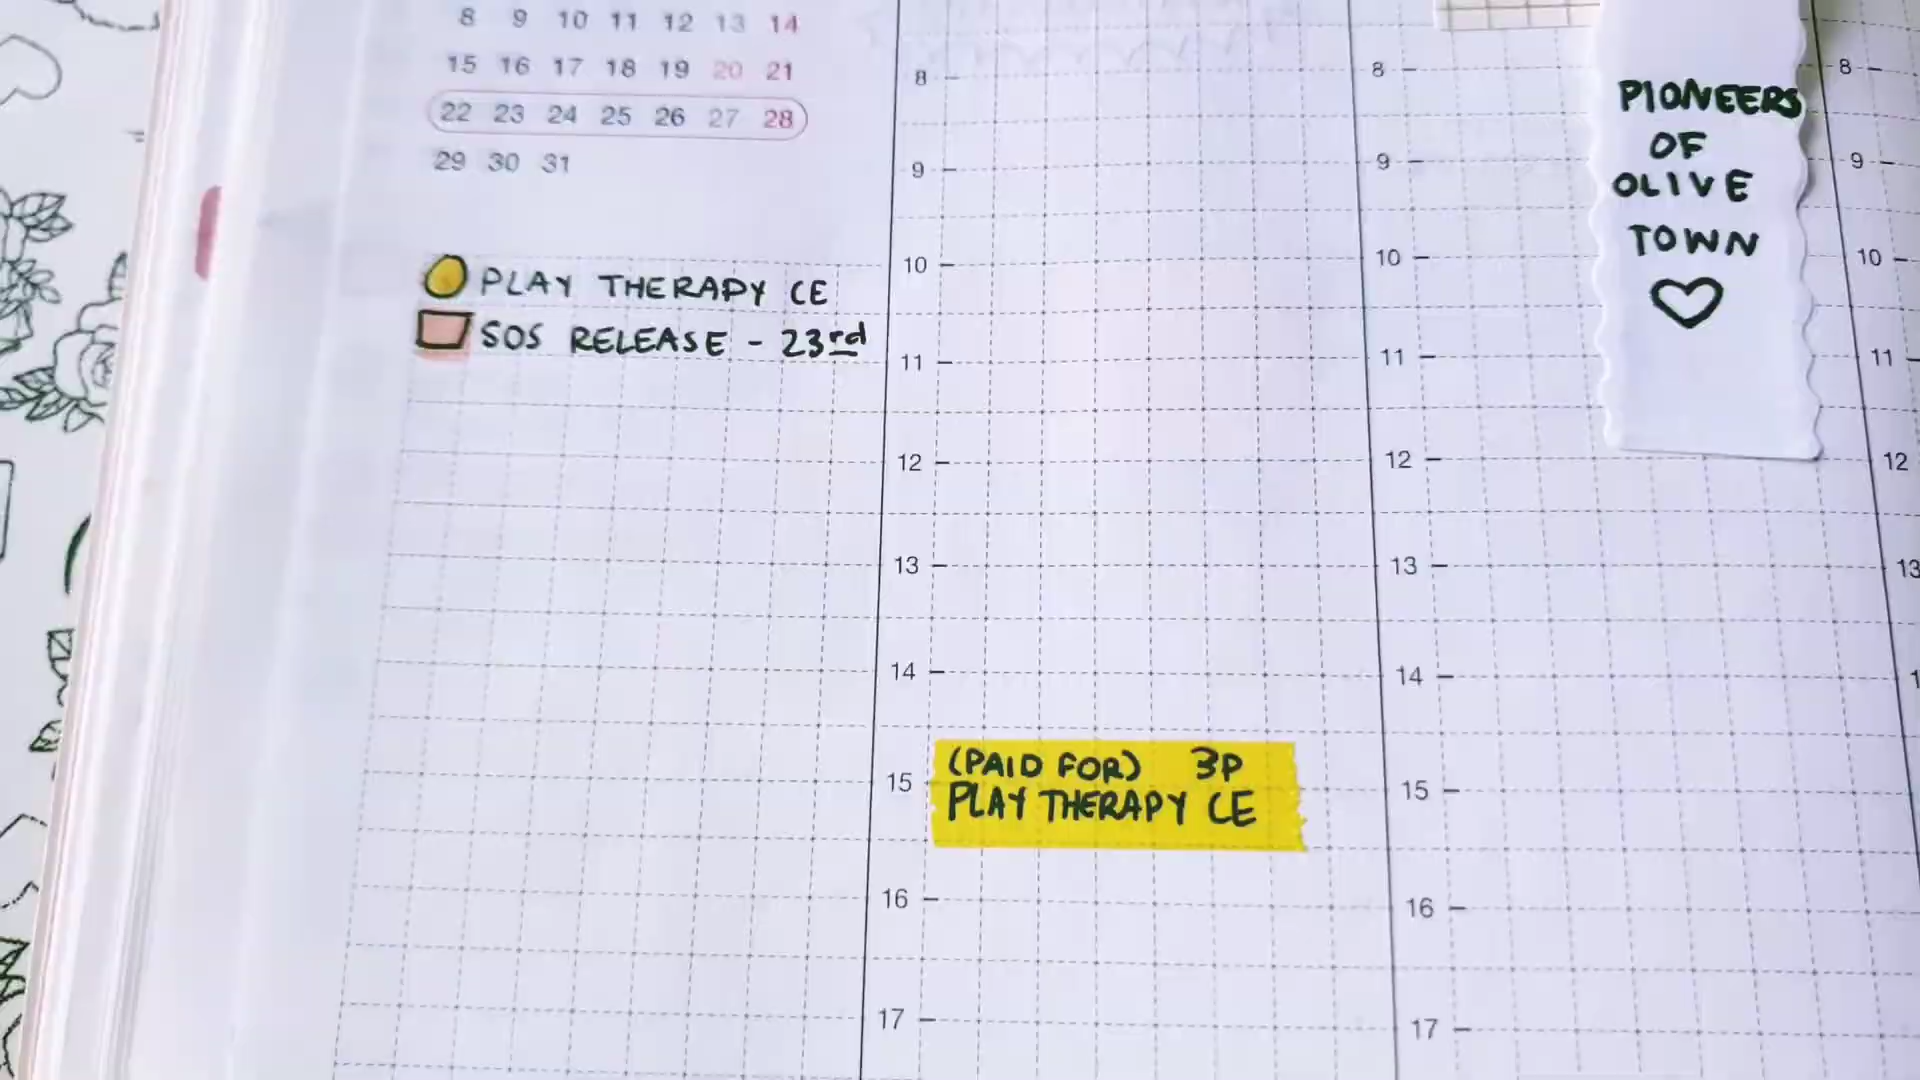 8 9 10 11 12 13 14
15 16 17 18 19 20 21
22 23 24 25 26 27 28
29 30 31
PLAY THERAPY CE
SOS RELEASE - 23rd
8
9
10
11
12
13
14
15
16
17
(PAID FOR) 3P
PLAY THERAPY CE
8
9
10
11
12
13
14
15
16
17
PIONEERS
OF
OLIVE
TOWN
8
9
10
11
12
13